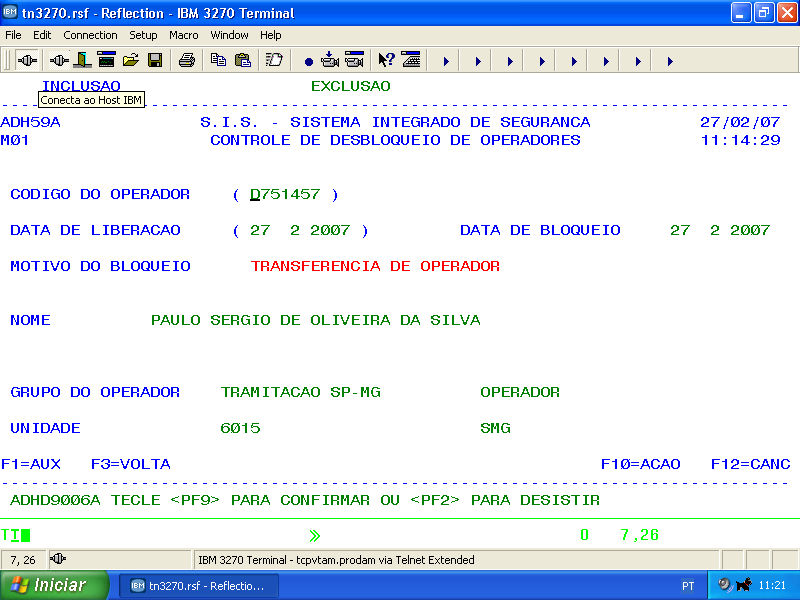 tn3270.rsf - Reflection - IBM 3270 Terminal
File Edit Connection Setup Macro Window Help
INCLUSAO EXCLUSAO
Conecta ao Host IBM
ADH59A S.I.S. - SISTEMA INTEGRADO DE SEGURANCA 27/02/07
M01 CONTROLE DE DESBLOQUEIO DE OPERADORES 11:14:29
CODIGO DO OPERADOR ( D751457 )
DATA DE LIBERACAO ( 27 2 2007 ) DATA DE BLOQUEIO 27 2 2007
MOTIVO DO BLOQUEIO TRANSFERENCIA DE OPERADOR
NOME PAULO SERGIO DE OLIVEIRA DA SILVA
GRUPO DO OPERADOR TRAMITACAO SP-MG OPERADOR
UNIDADE 6015 SMG
F1=AUX F3=VOLTA F10=ACAO F12=CANC
ADHD9006A TECLE <PF9> PARA CONFIRMAR OU <PF2> PARA DESISTIR
TI » 0 7,26
7, 26 IBM 3270 Terminal - tcpvtam.prodam via Telnet Extended
Iniciar IBM tn3270.rsf - Reflectio... PT 11:21